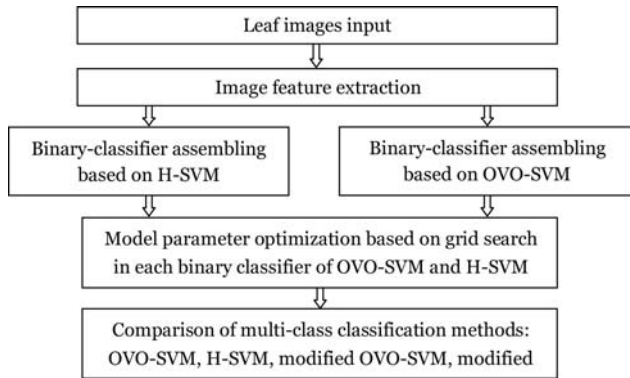 Leaf images input
Image feature extraction
Binary-classifier assembling
based on H-SVM
Binary-classifier assembling
based on OVO-SVM
Model parameter optimization based on grid search
in each binary classifier of OVO-SVM and H-SVM
Comparison of multi-class classification methods:
OVO-SVM, H-SVM, modified OVO-SVM, modified